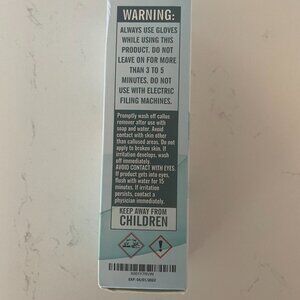 WARNING:
ALWAYS USE GLOVES
WHILE USING THIS
PRODUCT. DO NOT
LEAVE ON FOR MORE
THAN 3 TO 5
MINUTES. DO NOT
USE WITH ELECTRIC
FILING MACHINES.
Promptly wash off callus
remover after use with
soap and water. Avoid
contact with skin other
than callused areas. Do not
apply to broken skin. If
irritation develops, wash
off immediately.
AVOID CONTACT WITH EYES.
If product gets into eyes,
flush with water for 15
minutes. If irritation
persists, contact a
physician immediately.
KEEP AWAY FROM
CHILDREN